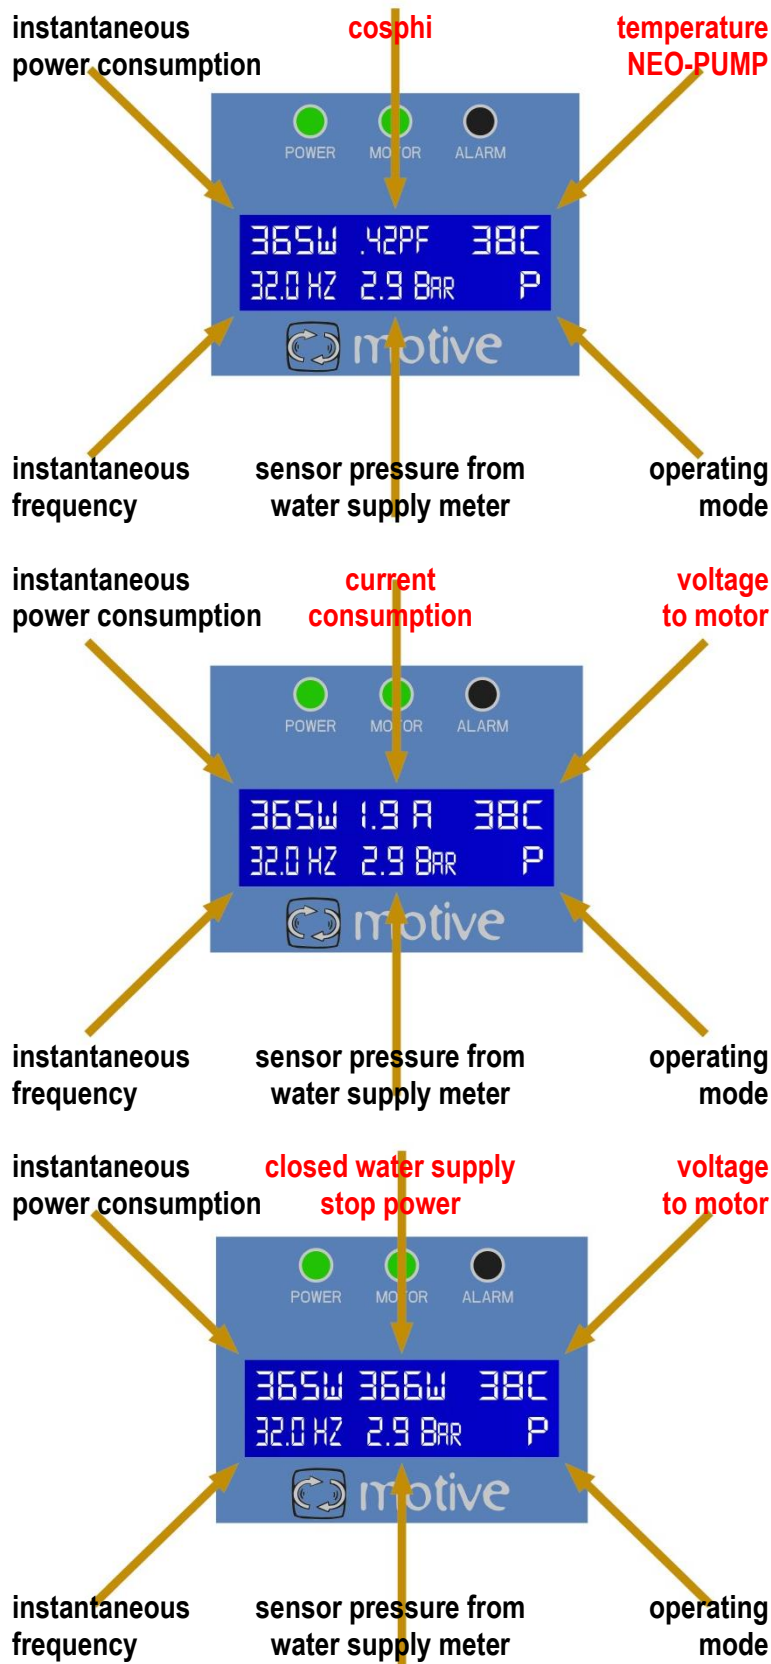 instantaneous cosphi temperature
power consumption NEO-PUMP
POWER MOTOR ALARM
365W .42PF 38C
32.0 HZ 2.9 BAR P
motive
instantaneous sensor pressure from operating
frequency water supply meter mode
instantaneous current voltage
power consumption consumption to motor
POWER MOTOR ALARM
365W 1.9 A 38C
32.0 HZ 2.9 BAR P
motive
instantaneous sensor pressure from operating
frequency water supply meter mode
instantaneous closed water supply voltage
power consumption stop power to motor
POWER MOTOR ALARM
365W 366W 38C
32.0 HZ 2.9 BAR P
motive
instantaneous sensor pressure from operating
frequency water supply meter mode